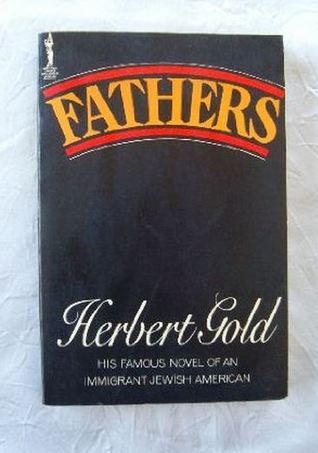 FATHERS
Herbert Gold
HIS FAMOUS NOVEL OF AN
IMMIGRANT JEWISH AMERICAN